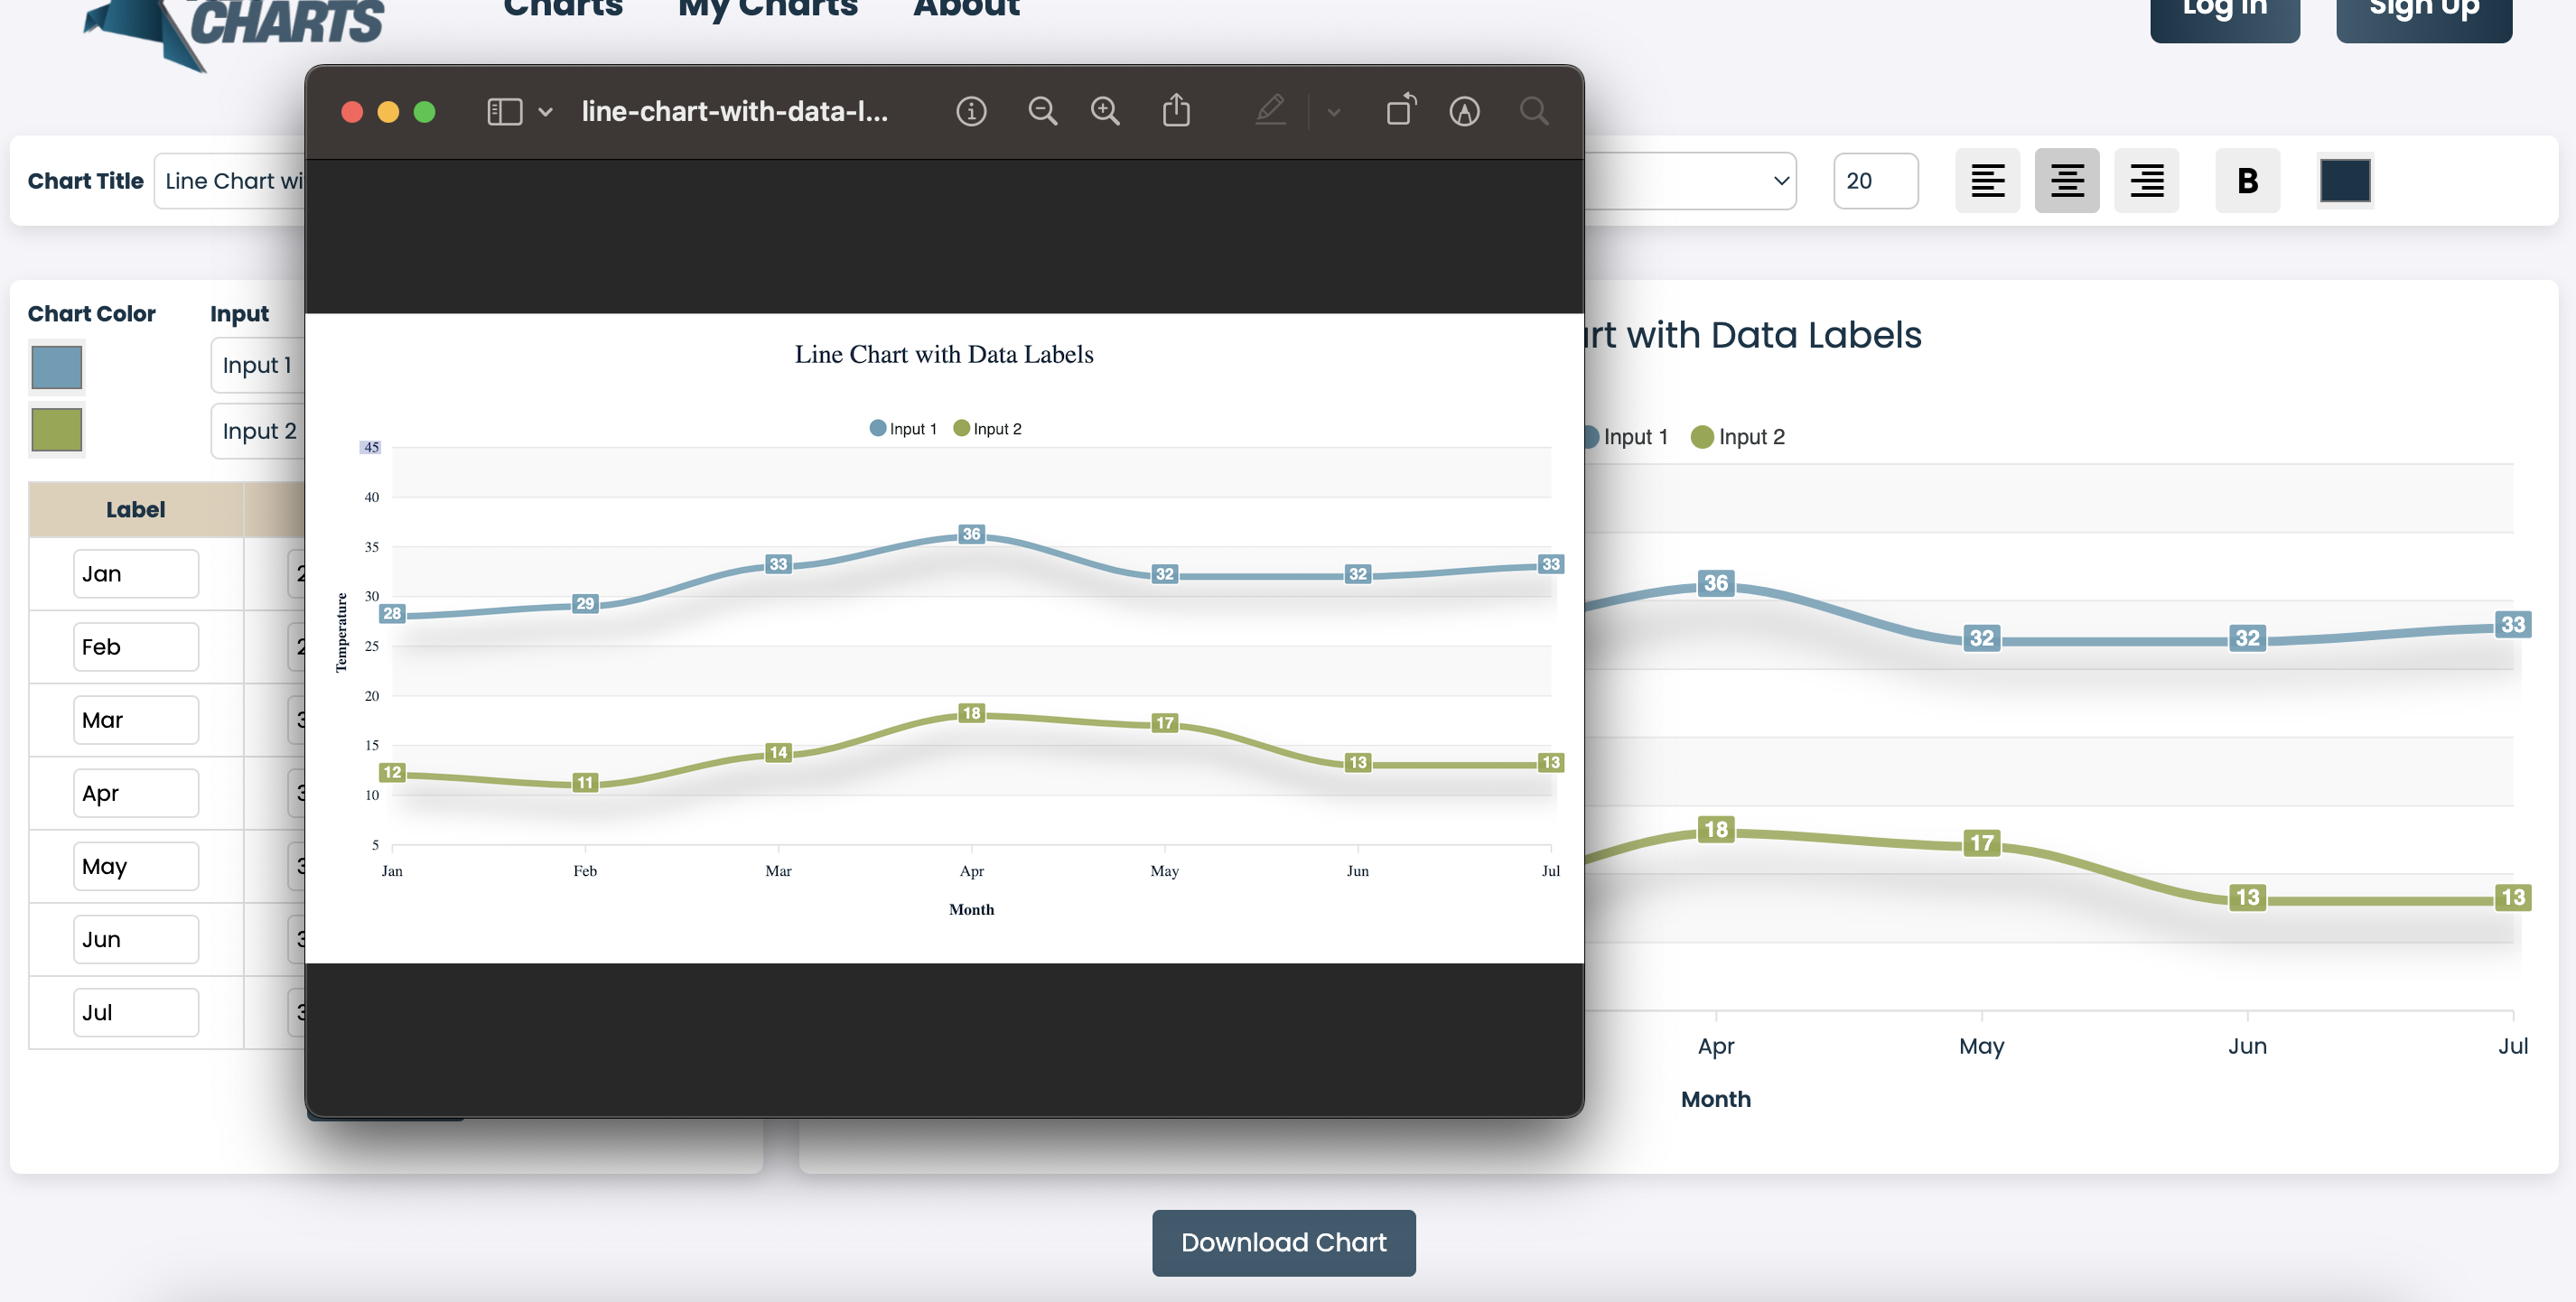 CHARTS
Charts
My Charts
About
Log In
Sign Up
line-chart-with-data-l...
Chart Title
Line Chart wi
20
B
Chart Color
Input
Input 1
Input 2
Label
Jan
Feb
Mar
Apr
May
Jun
Jul
Line Chart with Data Labels
Input 1
Input 2
45
40
35
30
25
20
15
10
5
Temperature
28
29
33
36
32
32
33
12
11
14
18
17
13
13
Jan
Feb
Mar
Apr
May
Jun
Jul
Month
rt with Data Labels
Input 1
Input 2
36
32
32
33
18
17
13
13
Apr
May
Jun
Jul
Month
Download Chart